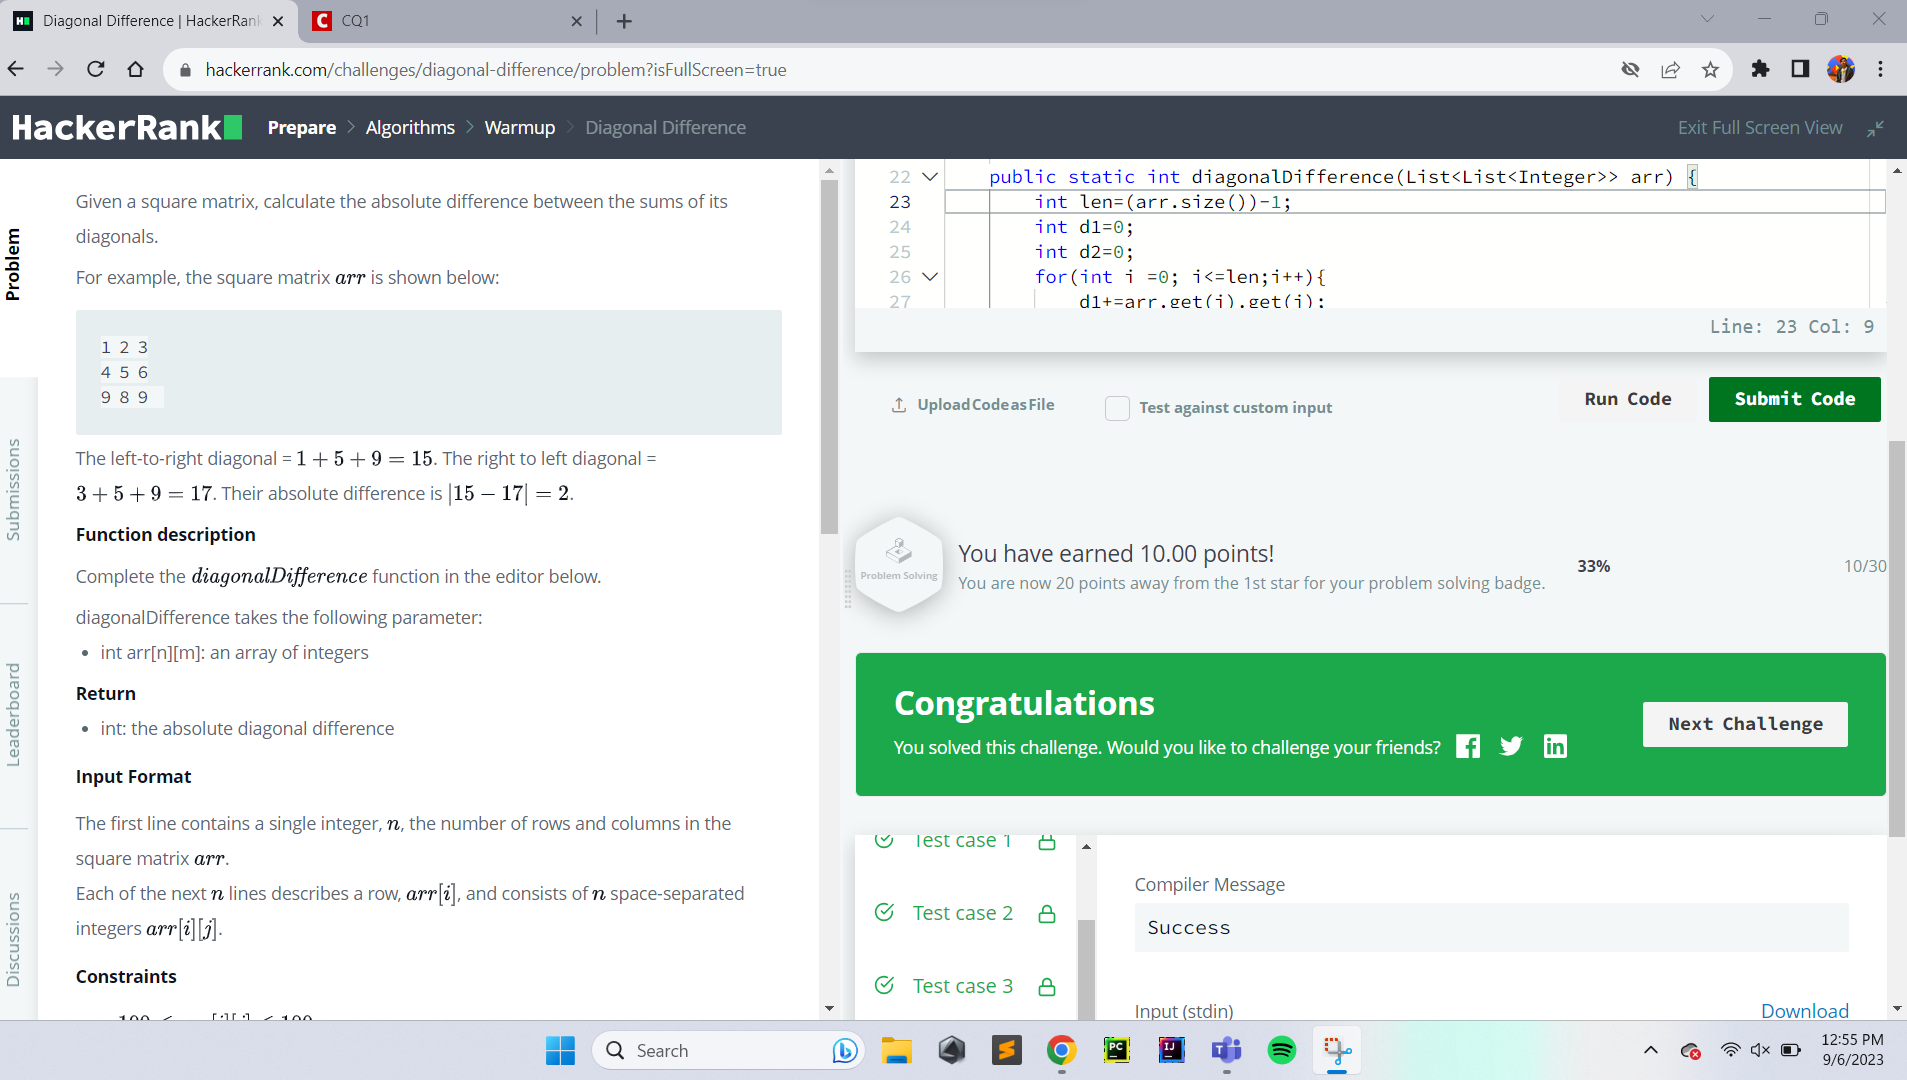 Diagonal Difference | HackerRank
CQ1
hackerrank.com/challenges/diagonal-difference/problem?isFullScreen=true
HackerRank
Prepare > Algorithms > Warmup > Diagonal Difference
Exit Full Screen View
Problem
Submissions
Leaderboard
Discussions
Given a square matrix, calculate the absolute difference between the sums of its
diagonals.
For example, the square matrix arr is shown below:
1 2 3
4 5 6
9 8 9
The left-to-right diagonal = 1 + 5 + 9 = 15. The right to left diagonal =
3 + 5 + 9 = 17. Their absolute difference is |15 − 17| = 2.
Function description
Complete the diagonalDifference function in the editor below.
diagonalDifference takes the following parameter:
• int arr[n][m]: an array of integers
Return
• int: the absolute diagonal difference
Input Format
The first line contains a single integer, n, the number of rows and columns in the
square matrix arr.
Each of the next n lines describes a row, arr[i], and consists of n space-separated
integers arr[i][j].
Constraints
22 public static int diagonalDifference(List<List<Integer>> arr) {
23 int len=(arr.size())-1;
24 int d1=0;
25 int d2=0;
26 for(int i =0; i<=len;i++){
27 d1+=arr.get(i).get(i);
Line: 23 Col: 9
Upload Code as File
Test against custom input
Run Code
Submit Code
Problem Solving
You have earned 10.00 points!
You are now 20 points away from the 1st star for your problem solving badge.
33%
10/30
Congratulations
You solved this challenge. Would you like to challenge your friends?
Next Challenge
Test case 1
Test case 2
Test case 3
Compiler Message
Success
Input (stdin)
Download
Search
12:55 PM
9/6/2023